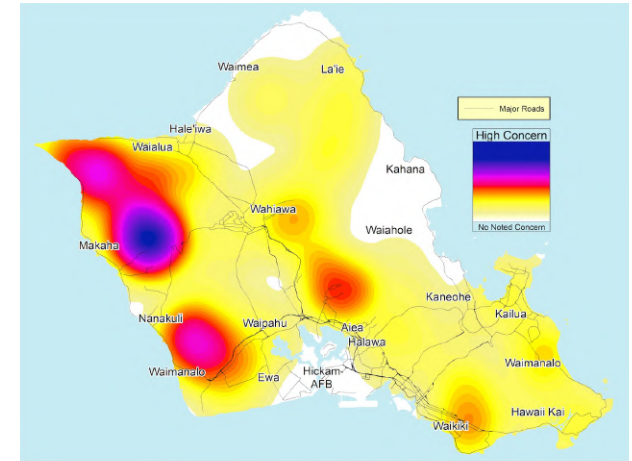 Waimea
La'ie
Major Roads
Hale'iwa
High Concern
Waialua
Kahana
Wahiawa
No Noted Concern
Waiahole
Makaha
Kaneohe
Kailua
Nanakuli
Waipahu
Aiea
Halawa
Waimanalo
Waimanalo
Ewa
Hickam
AFB
Hawaii Kai
Waikiki